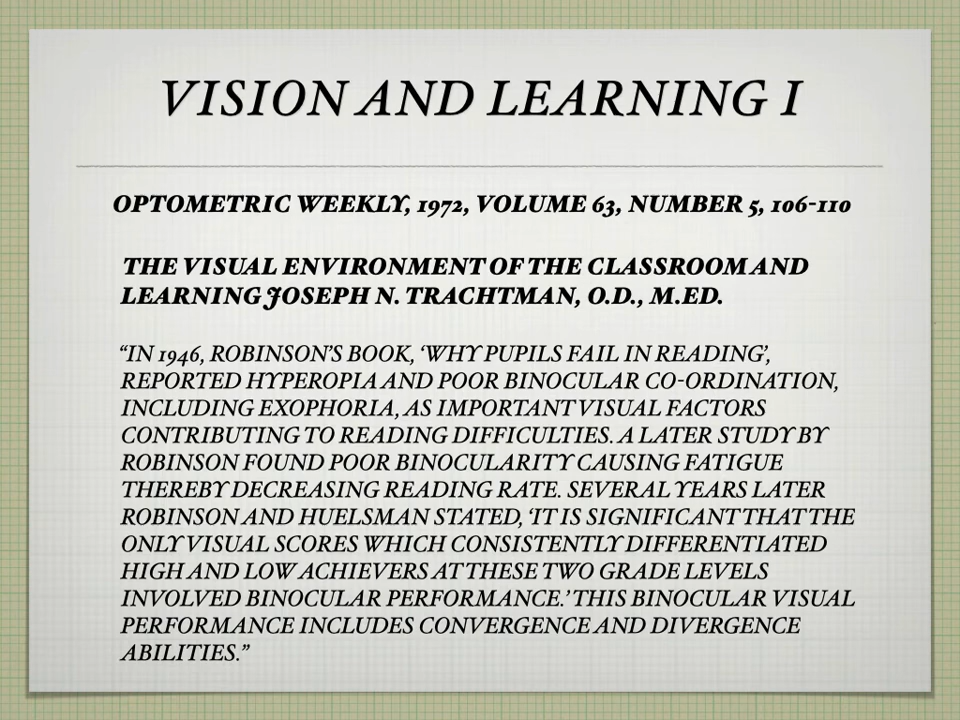 VISION AND LEARNING I
OPTOMETRIC WEEKLY, 1972, VOLUME 63, NUMBER 5, 106-110
THE VISUAL ENVIRONMENT OF THE CLASSROOM AND
LEARNING JOSEPH N. TRACHTMAN, O.D., M.ED.
“IN 1946, ROBINSON’S BOOK, ‘WHY PUPILS FAIL IN READING’,
REPORTED HYPEROPIA AND POOR BINOCULAR CO-ORDINATION,
INCLUDING EXOPHORIA, AS IMPORTANT VISUAL FACTORS
CONTRIBUTING TO READING DIFFICULTIES. A LATER STUDY BY
ROBINSON FOUND POOR BINOCULARITY CAUSING FATIGUE
THEREBY DECREASING READING RATE. SEVERAL YEARS LATER
ROBINSON AND HUELSMAN STATED, ‘IT IS SIGNIFICANT THAT THE
ONLY VISUAL SCORES WHICH CONSISTENTLY DIFFERENTIATED
HIGH AND LOW ACHIEVERS AT THESE TWO GRADE LEVELS
INVOLVED BINOCULAR PERFORMANCE.’ THIS BINOCULAR VISUAL
PERFORMANCE INCLUDES CONVERGENCE AND DIVERGENCE
ABILITIES.”